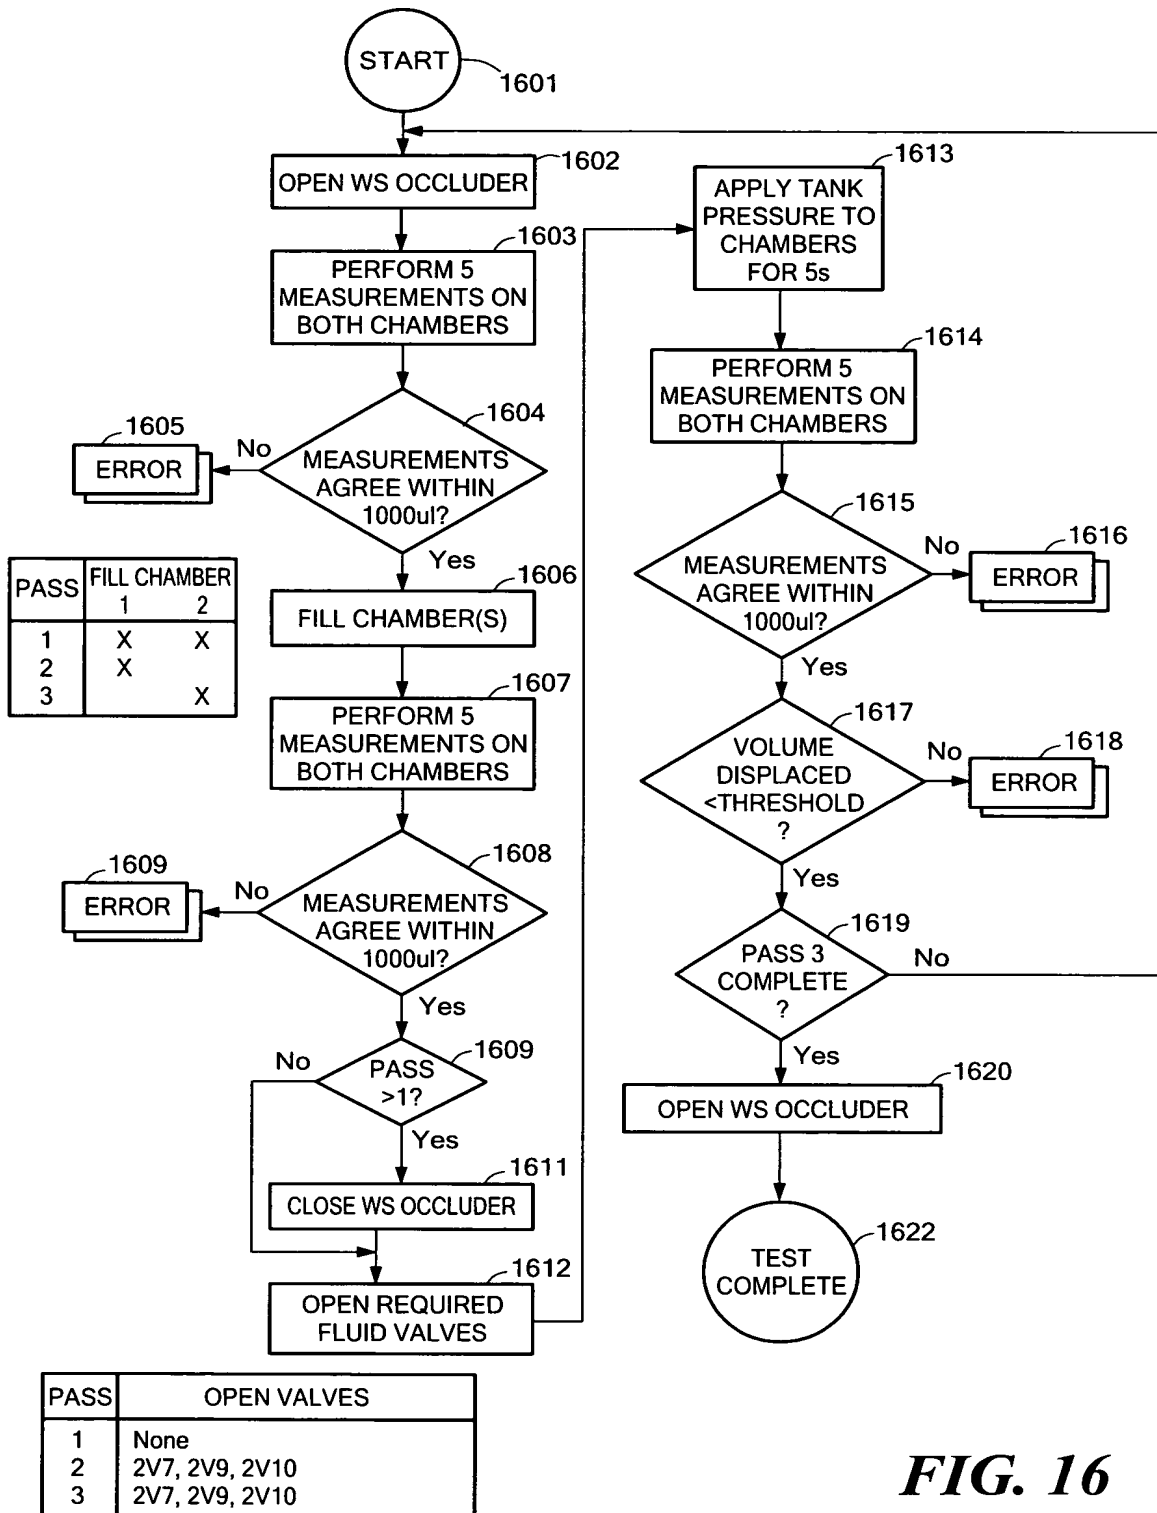 START
1601
1602
OPEN WS OCCLUDER
1603
PERFORM 5
MEASUREMENTS ON
BOTH CHAMBERS
1604
MEASUREMENTS
AGREE WITHIN
1000ul?
No
1605
ERROR
Yes
PASS
FILL CHAMBER
1 2
1 X X
2 X
3 X
1606
FILL CHAMBER(S)
1607
PERFORM 5
MEASUREMENTS ON
BOTH CHAMBERS
1608
MEASUREMENTS
AGREE WITHIN
1000ul?
No
1609
ERROR
Yes
1609
PASS
>1?
No
Yes
1611
CLOSE WS OCCLUDER
1612
OPEN REQUIRED
FLUID VALVES
PASS OPEN VALVES
1 None
2 2V7, 2V9, 2V10
3 2V7, 2V9, 2V10
1613
APPLY TANK
PRESSURE TO
CHAMBERS
FOR 5s
1614
PERFORM 5
MEASUREMENTS ON
BOTH CHAMBERS
1615
MEASUREMENTS
AGREE WITHIN
1000ul?
No
1616
ERROR
Yes
1617
VOLUME
DISPLACED
<THRESHOLD
?
No
1618
ERROR
Yes
1619
PASS 3
COMPLETE
?
No
Yes
1620
OPEN WS OCCLUDER
1622
TEST
COMPLETE
FIG. 16